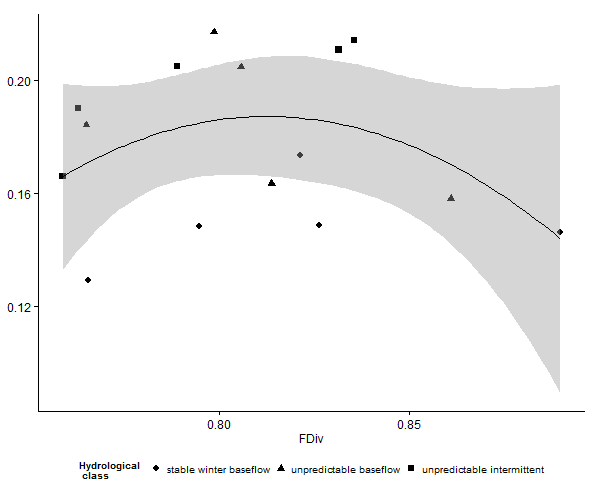 0.20
0.16
0.12
0.80 0.85
FDiv
Hydrological
class
stable winter baseflow unpredictable baseflow unpredictable intermittent